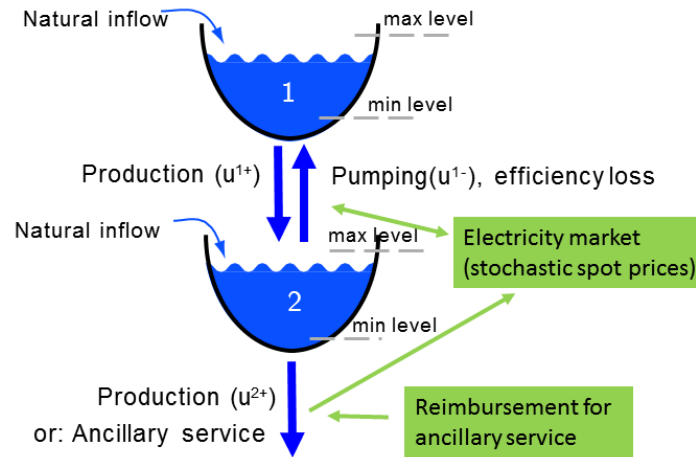 Natural inflow
max level
1
min level
Production (u¹⁺)
Pumping(u¹⁻), efficiency loss
Natural inflow
max level
Electricity market
(stochastic spot prices)
2
min level
Production (u²⁺)
or: Ancillary service
Reimbursement for
ancillary service